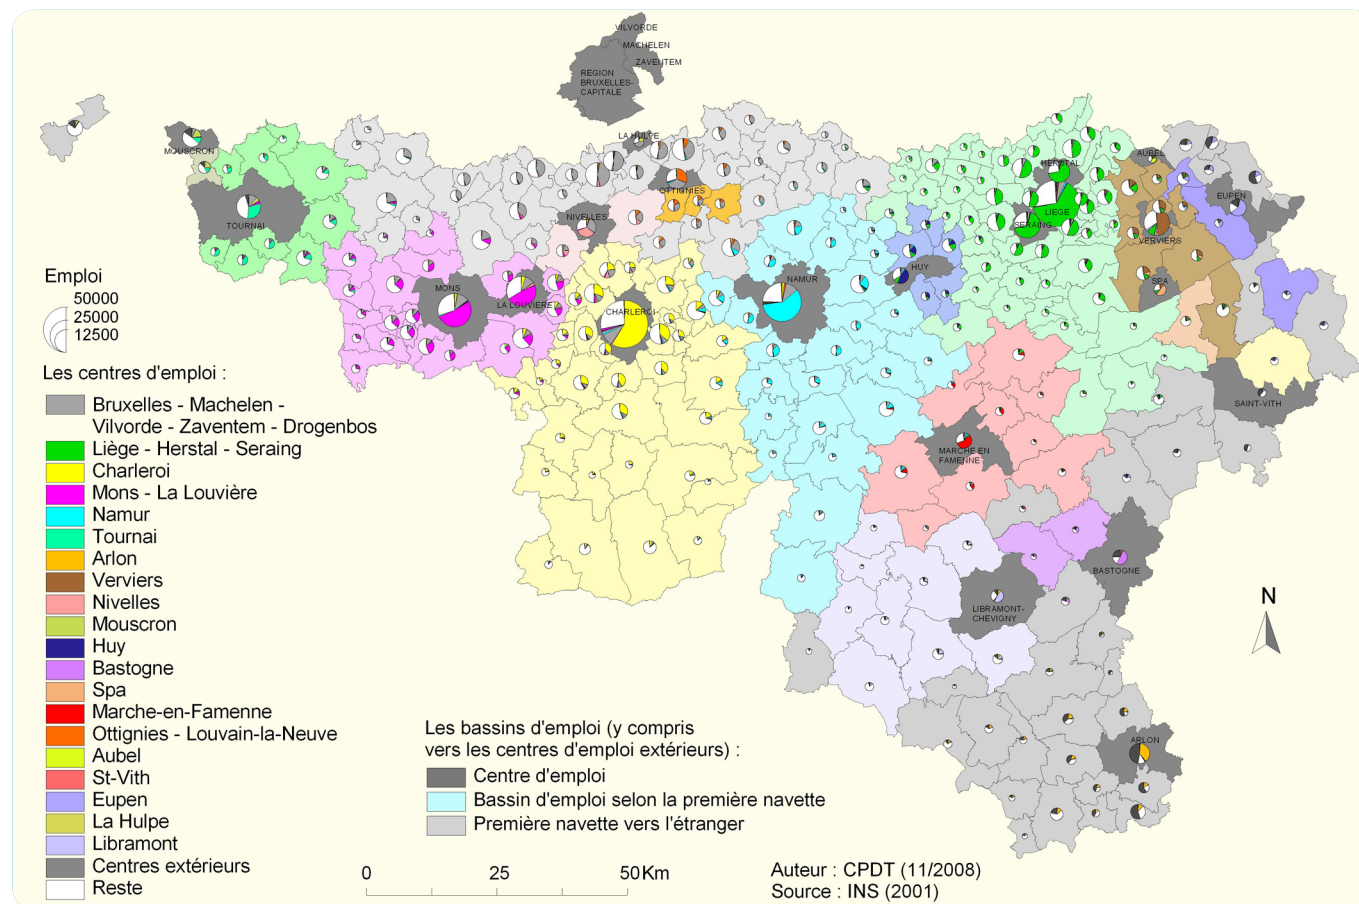 VILVORDE
MACHELEN
ZAVENTEM
REGION
BRUXELLES-
CAPITALE
MOUSCRON
LA HULPE
HERSTAL
AUBEL
TOURNAI
NIVELLES
OTTIGNIES
LIEGE
SERAING
VERVIERS
EUPEN
MONS
LA LOUVIERE
CHARLEROI
NAMUR
HUY
SPA
SAINT-VITH
MARCHE EN
FAMENNE
BASTOGNE
LIBRAMONT-
CHEVIGNY
ARLON
Emploi
50000
25000
12500
Les centres d'emploi :
Bruxelles - Machelen -
Vilvorde - Zaventem - Drogenbos
Liège - Herstal - Seraing
Charleroi
Mons - La Louvière
Namur
Tournai
Arlon
Verviers
Nivelles
Mouscron
Huy
Bastogne
Spa
Marche-en-Famenne
Ottignies - Louvain-la-Neuve
Aubel
St-Vith
Eupen
La Hulpe
Libramont
Centres extérieurs
Reste
Les bassins d'emploi (y compris
vers les centres d'emploi extérieurs) :
Centre d'emploi
Bassin d'emploi selon la première navette
Première navette vers l'étranger
0 25 50 Km
N
Auteur : CPDT (11/2008)
Source : INS (2001)